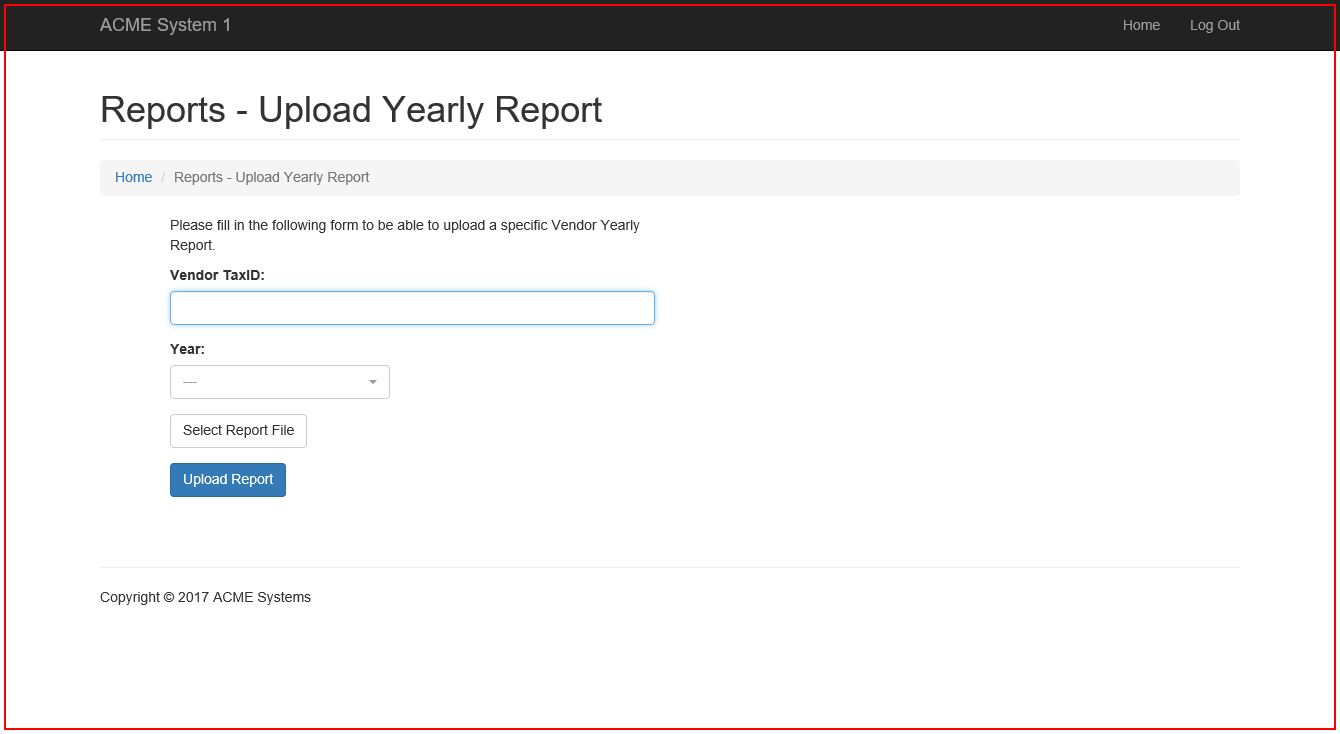 ACME System 1
Home
Log Out
Reports - Upload Yearly Report
Home / Reports - Upload Yearly Report
Please fill in the following form to be able to upload a specific Vendor Yearly
Report.
Vendor TaxID:
Year:
---
Select Report File
Upload Report
Copyright © 2017 ACME Systems